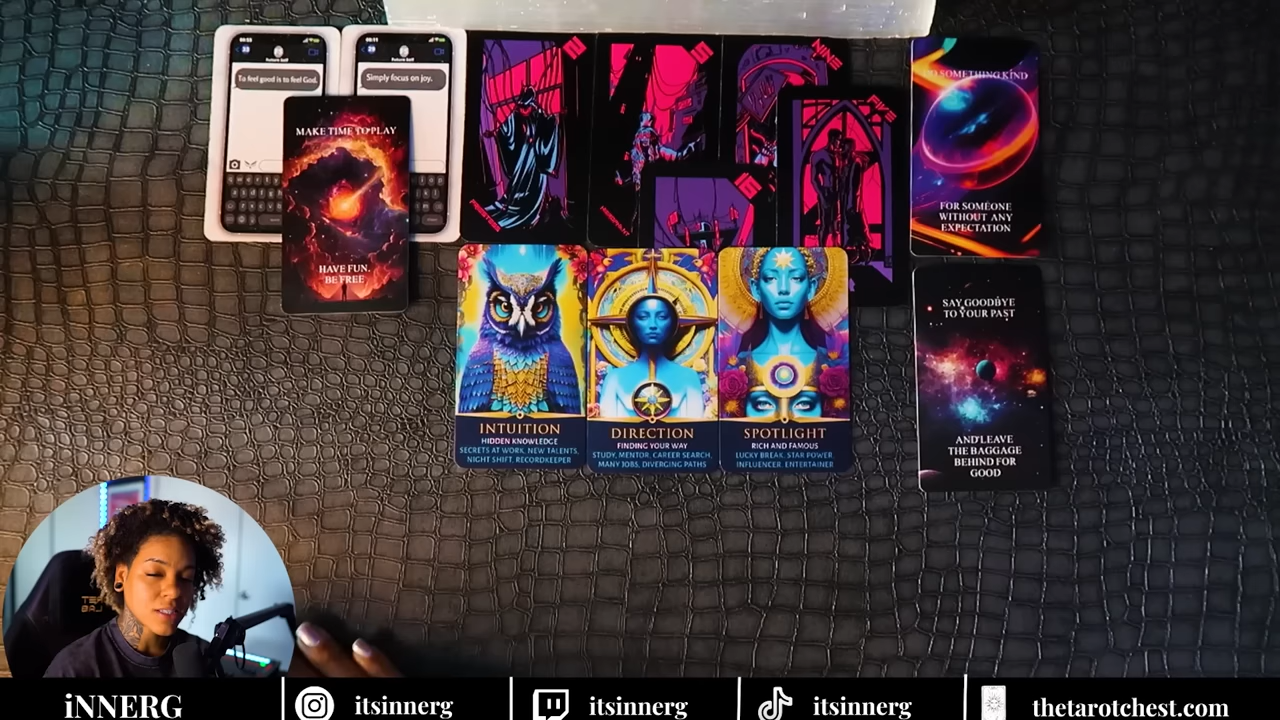 To feel good is to feel God.
Simply focus on joy.
MAKE TIME TO PLAY
HAVE FUN.
BE FREE
NINE
FIVE
16
DO SOMETHING KIND
FOR SOMEONE
WITHOUT ANY
EXPECTATION
SAY GOODBYE
TO YOUR PAST
AND LEAVE
THE BAGGAGE
BEHIND FOR
GOOD
INTUITION
HIDDEN KNOWLEDGE
SECRETS AT WORK, NEW TALENTS,
NIGHT SHIFT, RECORDKEEPER
DIRECTION
FINDING YOUR WAY
STUDY, MENTOR, CAREER SEARCH,
MANY JOBS, DIVERGING PATHS
SPOTLIGHT
RICH AND FAMOUS
LUCKY BREAK, STAR POWER
INFLUENCER, ENTERTAINER
iNNERG
itsinnerg
itsinnerg
itsinnerg
thetarotchest.com